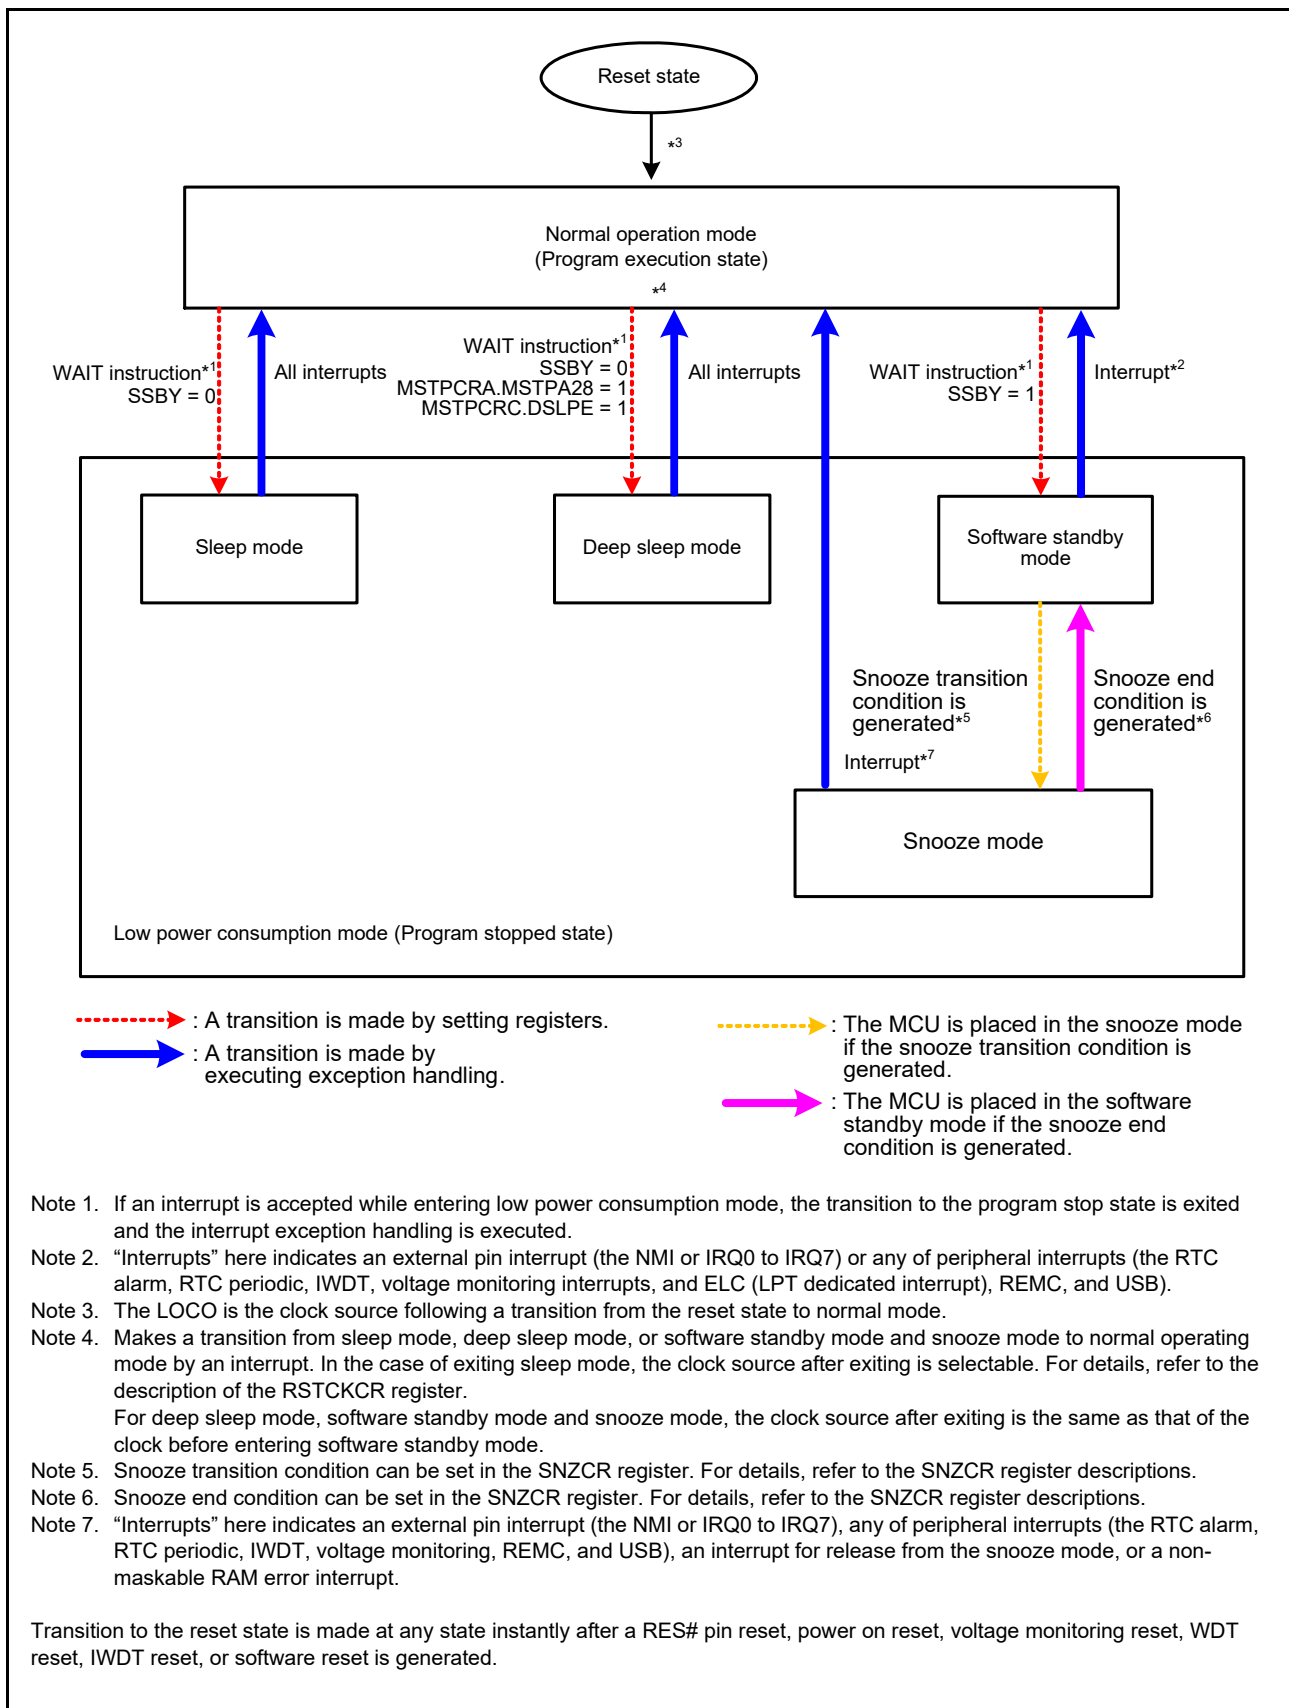 Reset state
*3
Normal operation mode
(Program execution state)
*4
WAIT instruction*1
SSBY = 0
All interrupts
WAIT instruction*1
SSBY = 0
MSTPCRA.MSTPA28 = 1
MSTPCRC.DSLPE = 1
All interrupts
WAIT instruction*1
SSBY = 1
Interrupt*2
Sleep mode
Deep sleep mode
Software standby
mode
Snooze transition
condition is
generated*5
Snooze end
condition is
generated*6
Interrupt*7
Snooze mode
Low power consumption mode (Program stopped state)
: A transition is made by setting registers.
: A transition is made by
executing exception handling.
: The MCU is placed in the snooze mode
if the snooze transition condition is
generated.
: The MCU is placed in the software
standby mode if the snooze end
condition is generated.
Note 1. If an interrupt is accepted while entering low power consumption mode, the transition to the program stop state is exited
and the interrupt exception handling is executed.
Note 2. “Interrupts” here indicates an external pin interrupt (the NMI or IRQ0 to IRQ7) or any of peripheral interrupts (the RTC
alarm, RTC periodic, IWDT, voltage monitoring interrupts, and ELC (LPT dedicated interrupt), REMC, and USB).
Note 3. The LOCO is the clock source following a transition from the reset state to normal mode.
Note 4. Makes a transition from sleep mode, deep sleep mode, or software standby mode and snooze mode to normal operating
mode by an interrupt. In the case of exiting sleep mode, the clock source after exiting is selectable. For details, refer to the
description of the RSTCKCR register.
For deep sleep mode, software standby mode and snooze mode, the clock source after exiting is the same as that of the
clock before entering software standby mode.
Note 5. Snooze transition condition can be set in the SNZCR register. For details, refer to the SNZCR register descriptions.
Note 6. Snooze end condition can be set in the SNZCR register. For details, refer to the SNZCR register descriptions.
Note 7. “Interrupts” here indicates an external pin interrupt (the NMI or IRQ0 to IRQ7), any of peripheral interrupts (the RTC alarm,
RTC periodic, IWDT, voltage monitoring, REMC, and USB), an interrupt for release from the snooze mode, or a non-
maskable RAM error interrupt.
Transition to the reset state is made at any state instantly after a RES# pin reset, power on reset, voltage monitoring reset, WDT
reset, IWDT reset, or software reset is generated.